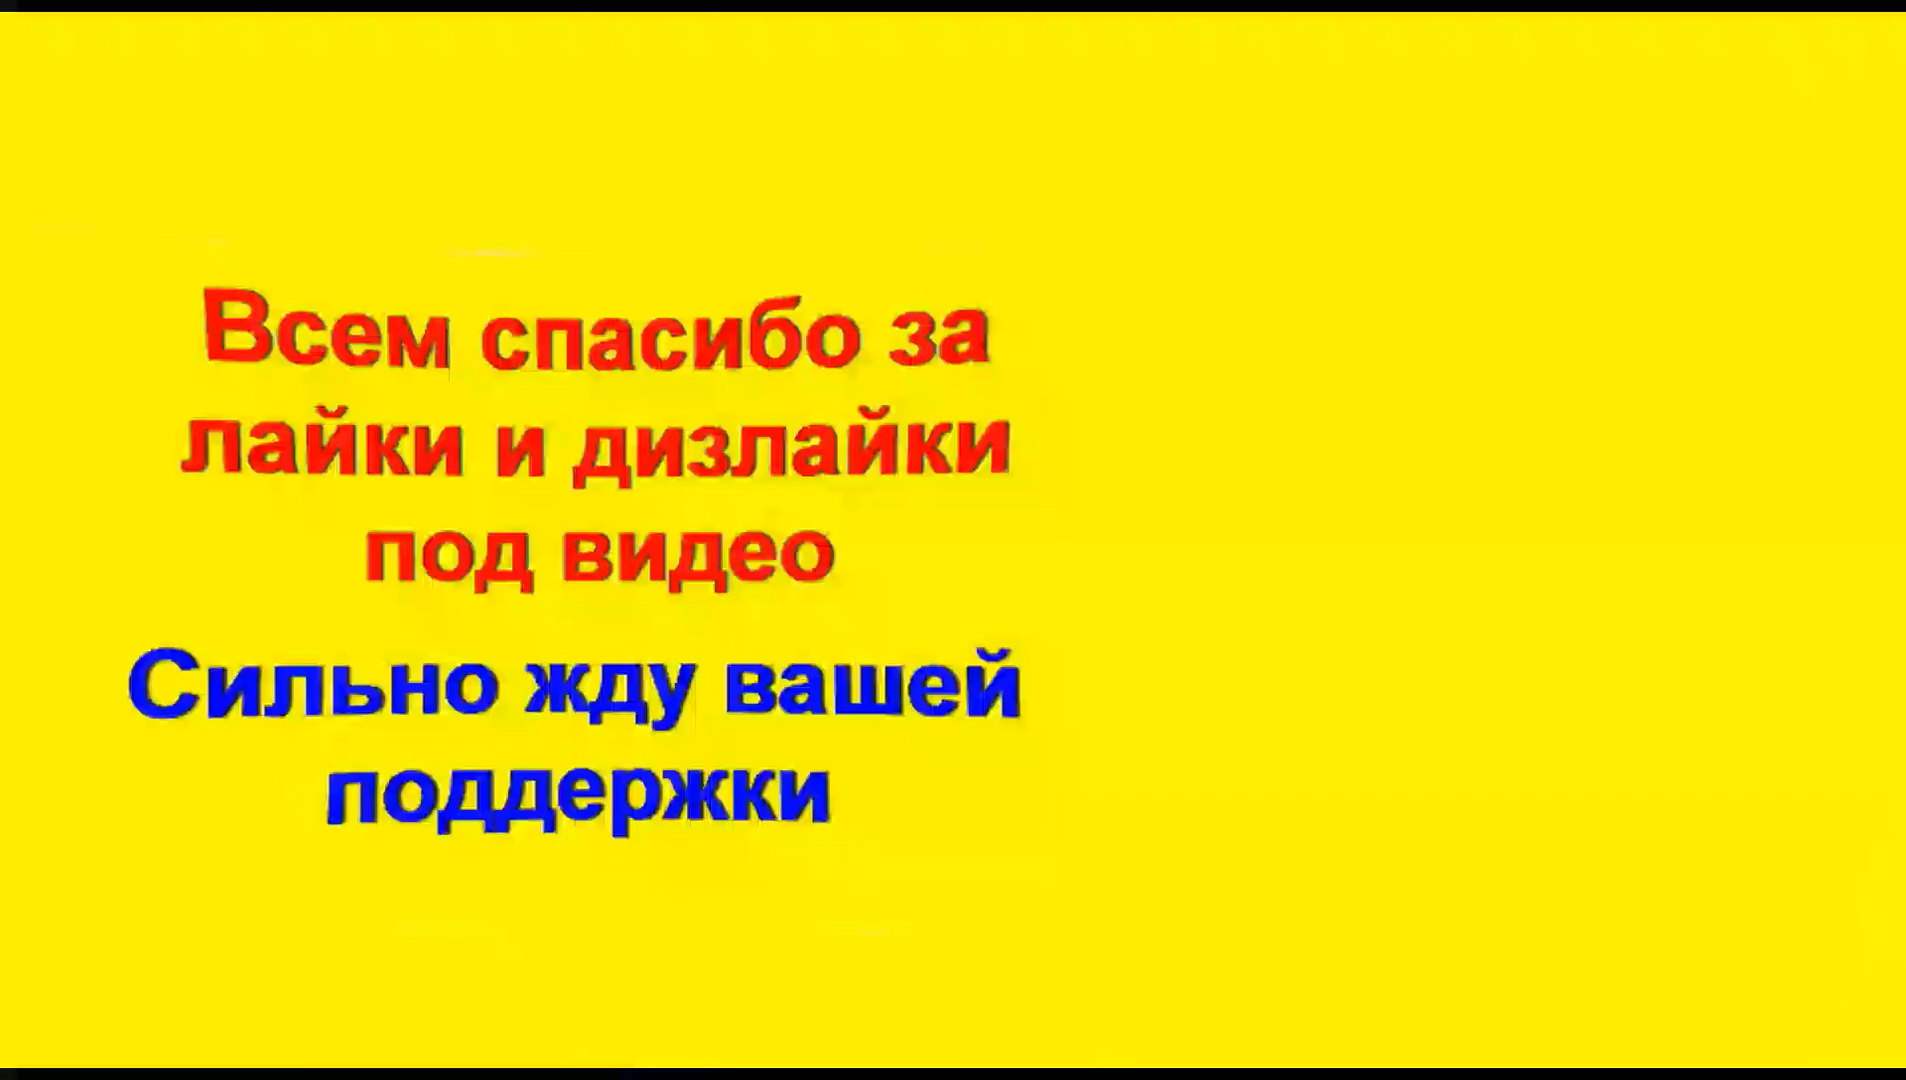 Всем спасибо за
лайки и дизлайки
под видео
Сильно жду вашей
поддержки